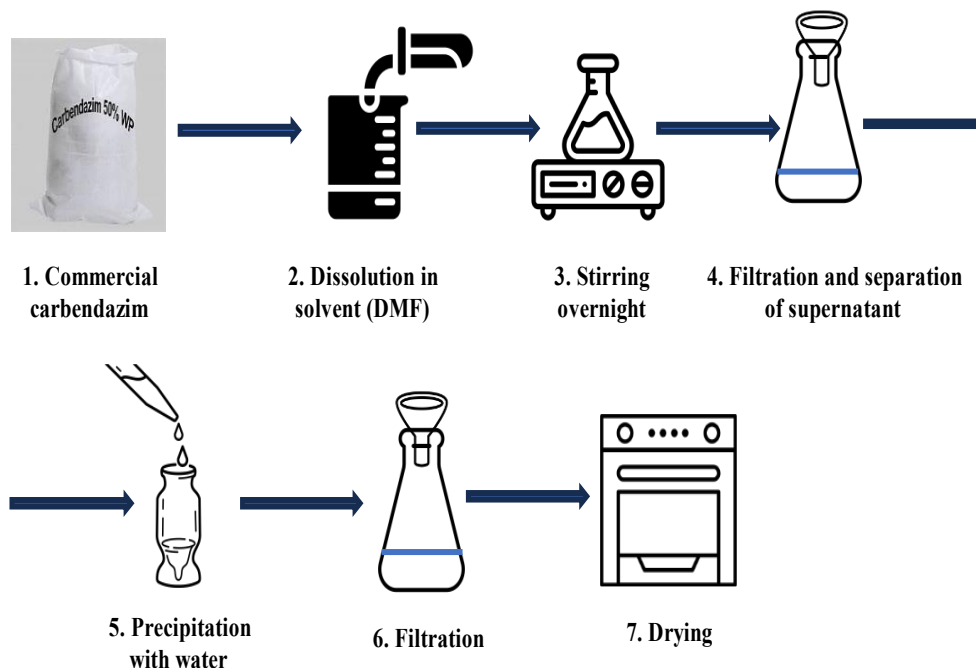 Carbendazim 50% WP
1. Commercial
carbendazim
2. Dissolution in
solvent (DMF)
3. Stirring
overnight
4. Filtration and separation
of supernatant
5. Precipitation
with water
6. Filtration
7. Drying